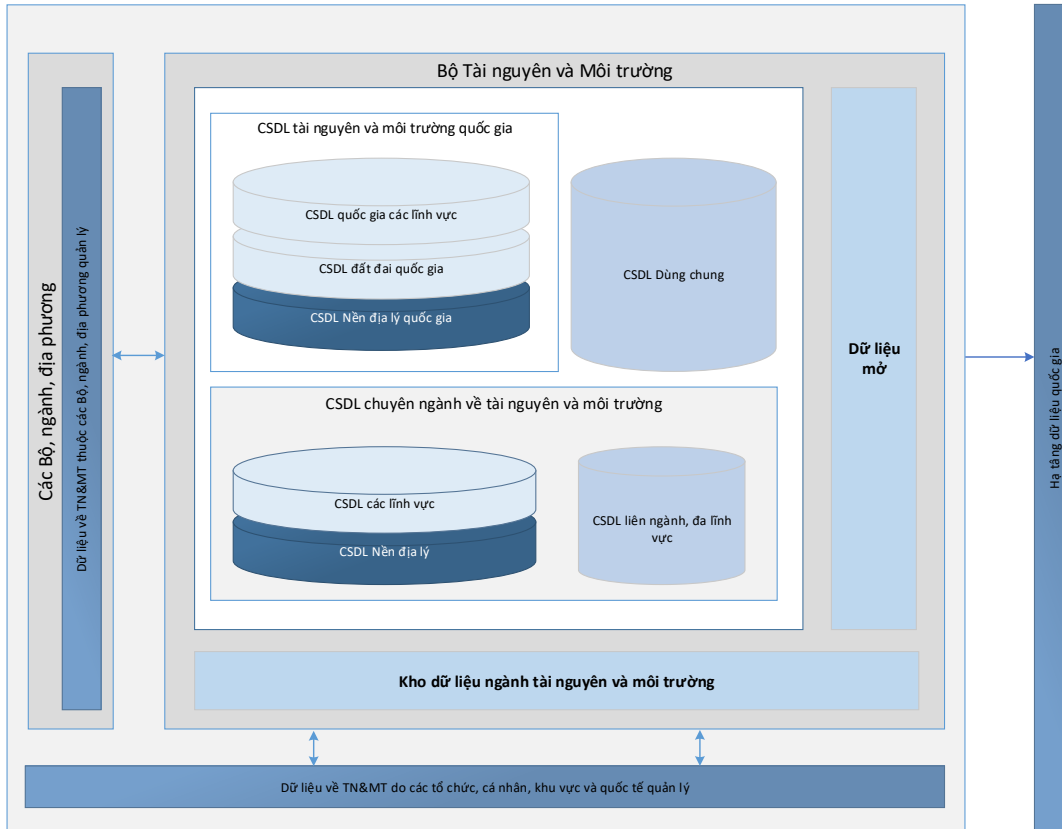 Bộ Tài nguyên và Môi trường
CSDL tài nguyên và môi trường quốc gia
CSDL quốc gia các lĩnh vực
CSDL đất đai quốc gia
CSDL Nền địa lý quốc gia
CSDL Dùng chung
CSDL chuyên ngành về tài nguyên và môi trường
CSDL các lĩnh vực
CSDL Nền địa lý
CSDL liên ngành, đa lĩnh
vực
Dữ liệu
mở
Kho dữ liệu ngành tài nguyên và môi trường
Các Bộ, ngành, địa phương
Dữ liệu về TN&MT thuộc các Bộ, ngành, địa phương quản lý
Dữ liệu về TN&MT do các tổ chức, cá nhân, khu vực và quốc tế quản lý
Hạ tầng dữ liệu quốc gia